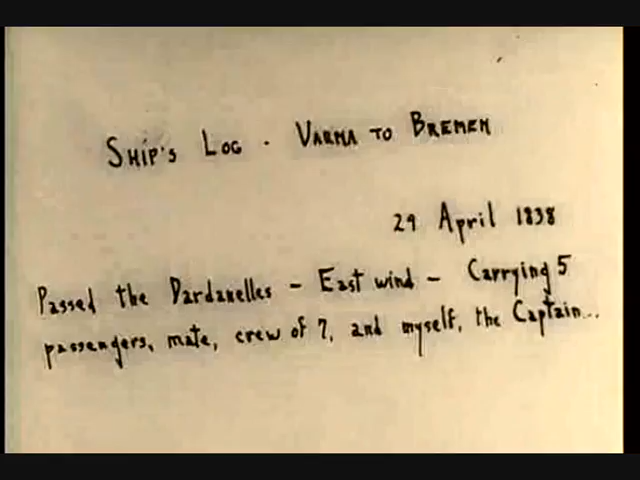 Ship's Log - Varna to Bremen
29 April 1838
Passed the Dardanelles - East wind - Carrying 5
passengers, mate, crew of 7, and myself, the Captain...